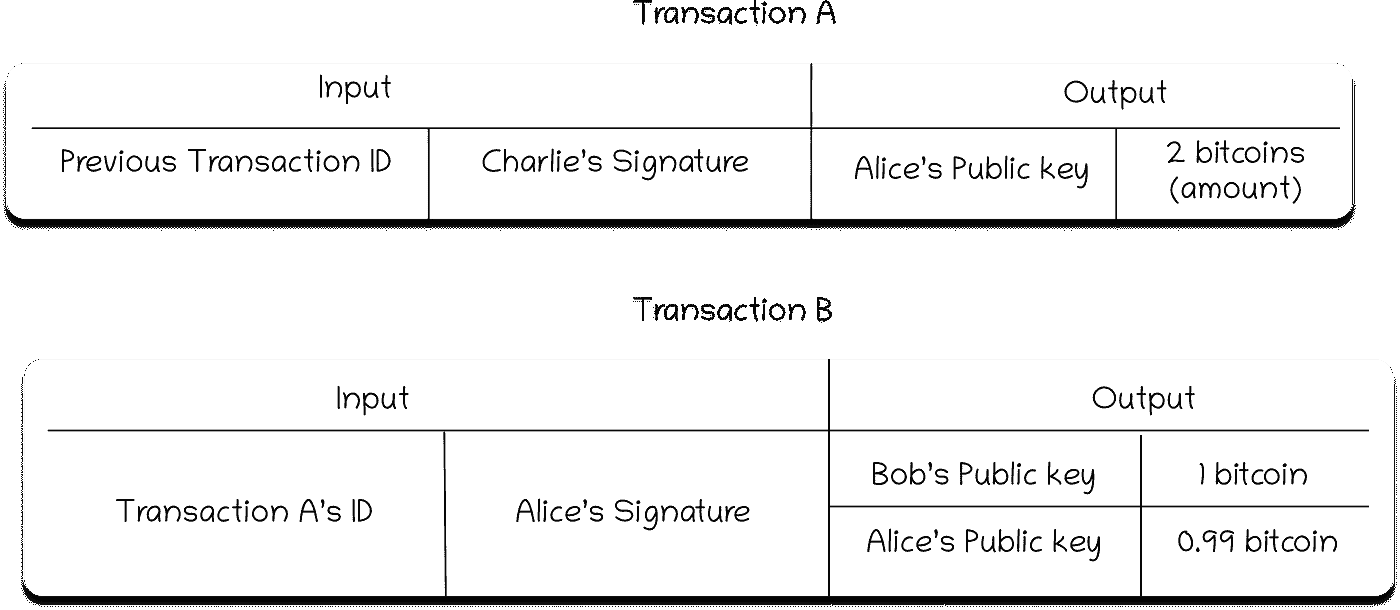 Transaction A
Input
Output
Previous Transaction ID
Charlie's Signature
Alice's Public key
2 bitcoins
(amount)
Transaction B
Input
Output
Transaction A's ID
Alice's Signature
Bob's Public key
1 bitcoin
Alice's Public key
0.99 bitcoin